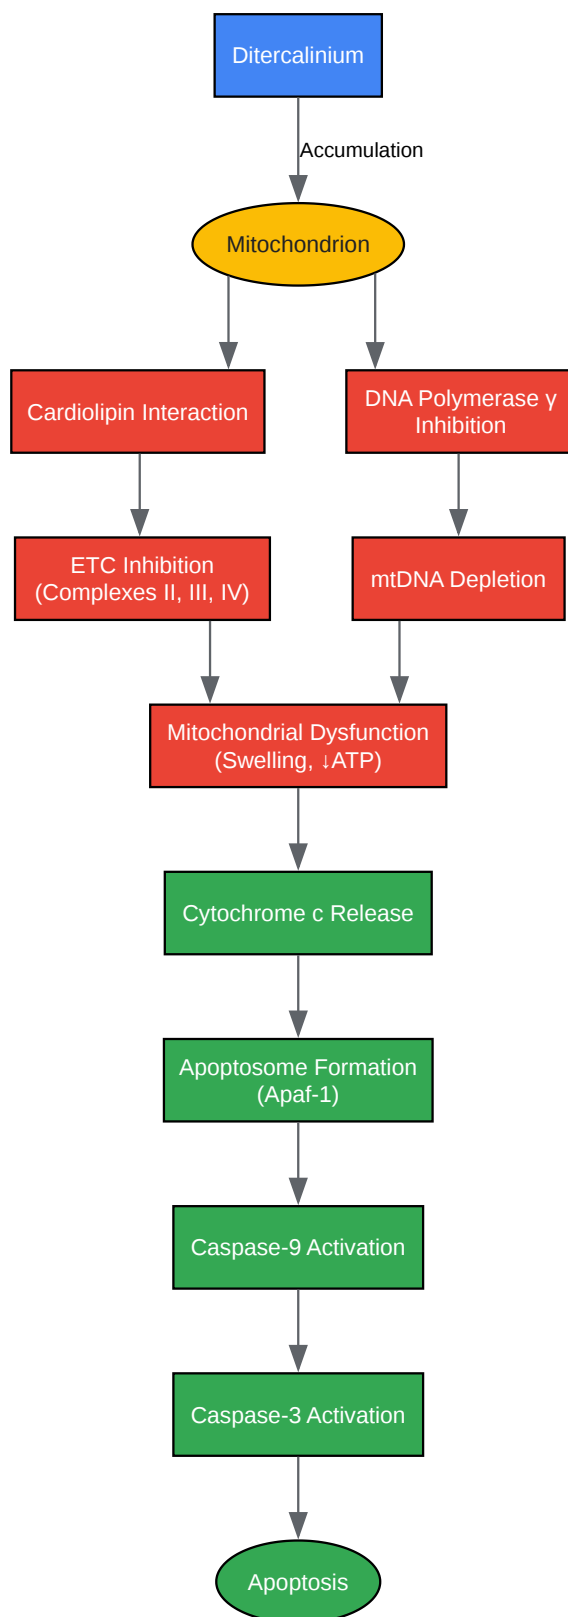 Ditercalinium
Accumulation
Mitochondrion
Cardiolipin Interaction
DNA Polymerase γ
Inhibition
ETC Inhibition
(Complexes II, III, IV)
mtDNA Depletion
Mitochondrial Dysfunction
(Swelling, ↓ATP)
Cytochrome c Release
Apoptosome Formation
(Apaf-1)
Caspase-9 Activation
Caspase-3 Activation
Apoptosis